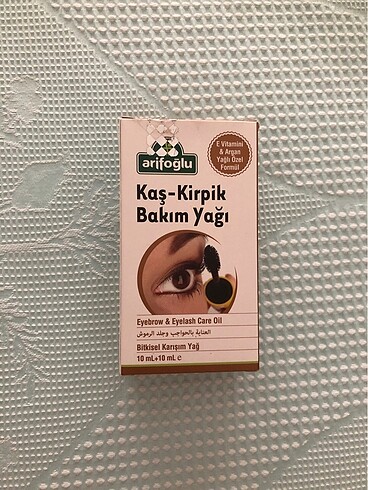 arifoğlu
E Vitamini
& Argan
Yağlı Özel
Formül
Kaş-Kirpik
Bakım Yağı
Eyebrow & Eyelash Care Oil
العناية بالحواجب وجلد الرموش
Bitkisel Karışım Yağ
10 mL+10 mL e